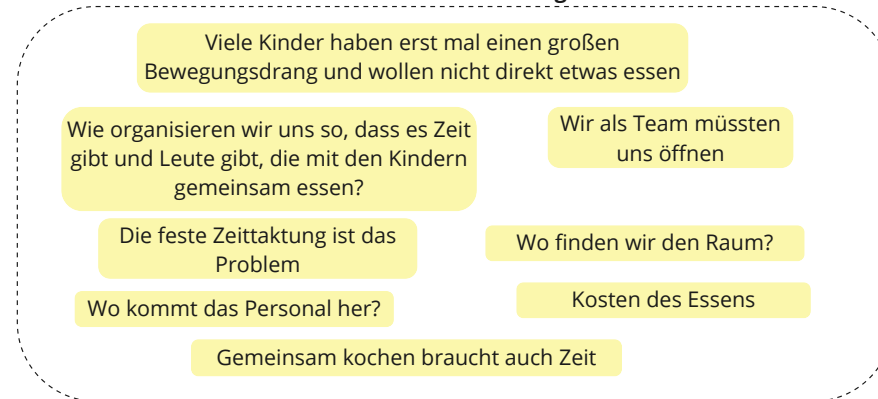 Viele Kinder haben erst mal einen großen
Bewegungsdrang und wollen nicht direkt etwas essen
Wie organisieren wir uns so, dass es Zeit
gibt und Leute gibt, die mit den Kindern
gemeinsam essen?
Wir als Team müssten
uns öffnen
Die feste Zeittaktung ist das
Problem
Wo finden wir den Raum?
Wo kommt das Personal her?
Kosten des Essens
Gemeinsam kochen braucht auch Zeit